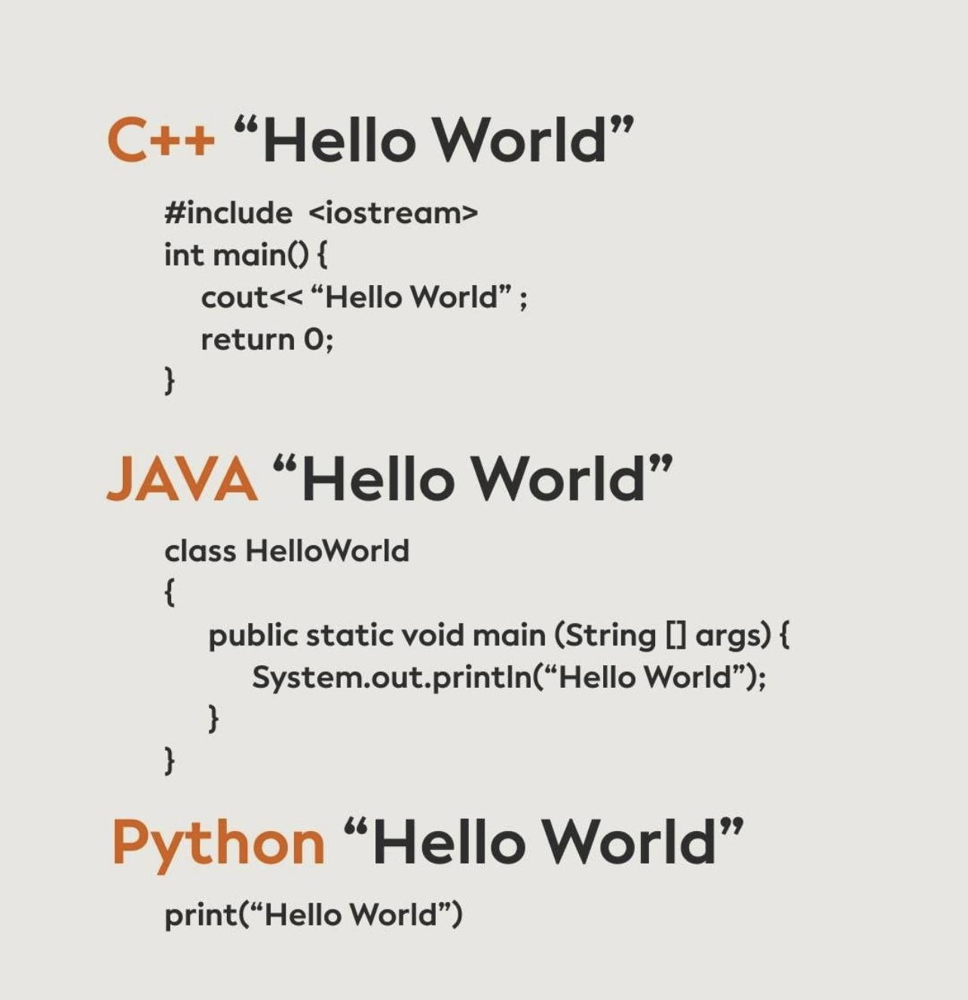 C++ “Hello World”
#include  <iostream>
int main() {
cout<< “Hello World” ;
return 0;
}
JAVA “Hello World”
class HelloWorld
{
public static void main (String [] args) {
System.out.println(“Hello World”);
}
}
Python “Hello World”
print(“Hello World”)